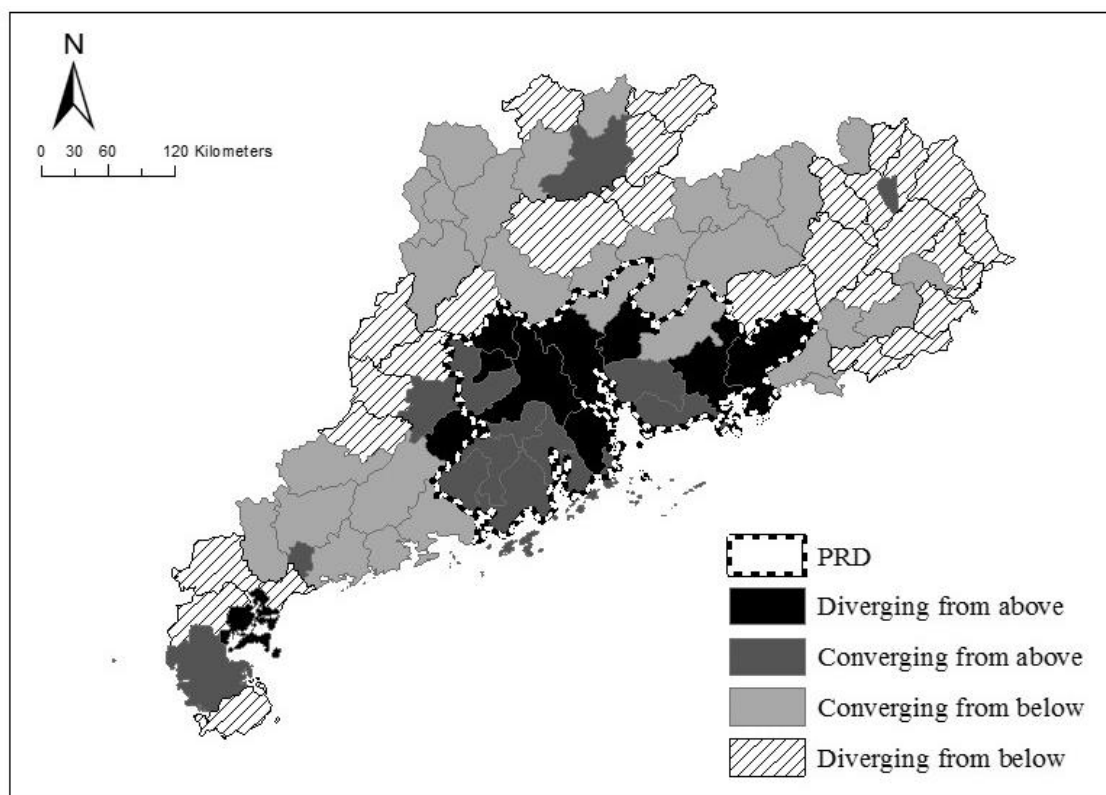 N
0 30 60 120 Kilometers
PRD
Diverging from above
Converging from above
Converging from below
Diverging from below